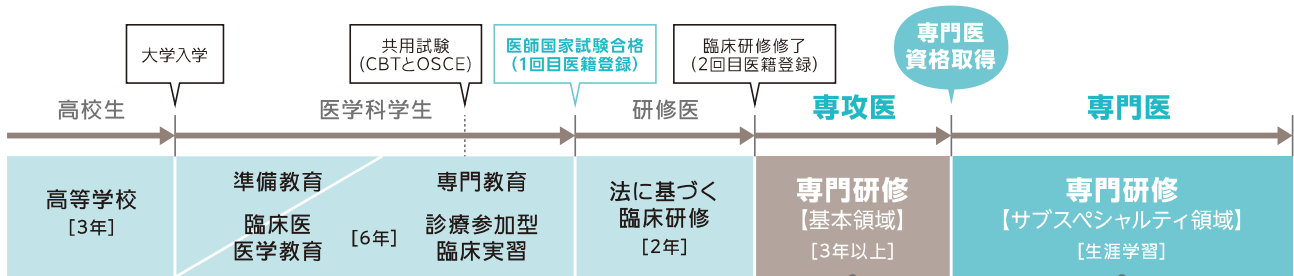 大学入学
共用試験
(CBTとOSCE)
医師国家試験合格
(1回目医籍登録)
臨床研修修了
(2回目医籍登録)
専門医
資格取得
高校生
医学科学生
研修医
専攻医
専門医
高等学校
[3年]
準備教育
臨床医
医学教育
[6年]
専門教育
診療参加型
臨床実習
法に基づく
臨床研修
[2年]
専門研修
【基本領域】
[3年以上]
専門研修
【サブスペシャルティ領域】
[生涯学習]